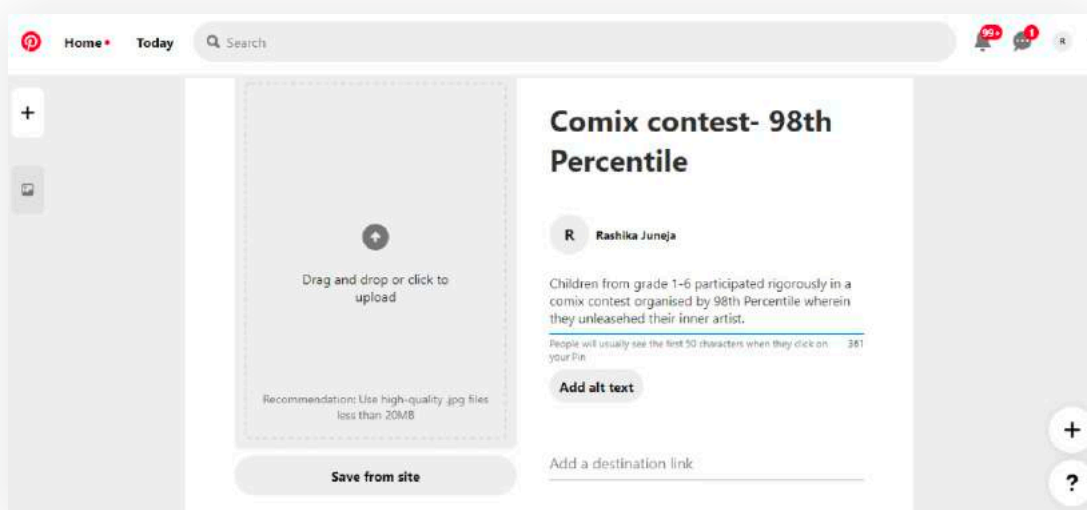 Home
Today
Search
99+
1
R
Comix contest- 98th
Percentile
R
Rashika Juneja
Drag and drop or click to
upload
Children from grade 1-6 participated rigorously in a
comix contest organised by 98th Percentile wherein
they unleasehed their inner artist.
People will usually see the first 50 characters when they click on
your Pin
361
Add alt text
Recommendation: Use high-quality .jpg files
less than 20MB
Save from site
Add a destination link